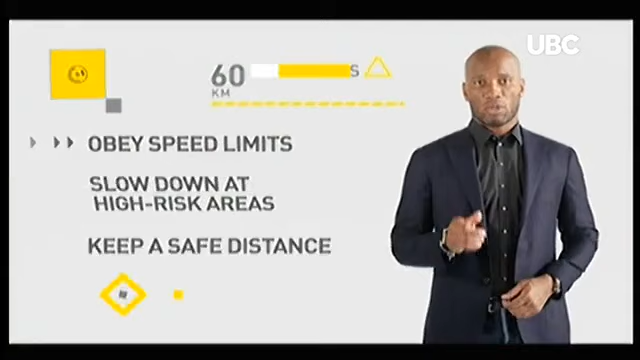 UBC
60
KM
S
OBEY SPEED LIMITS
SLOW DOWN AT
HIGH-RISK AREAS
KEEP A SAFE DISTANCE